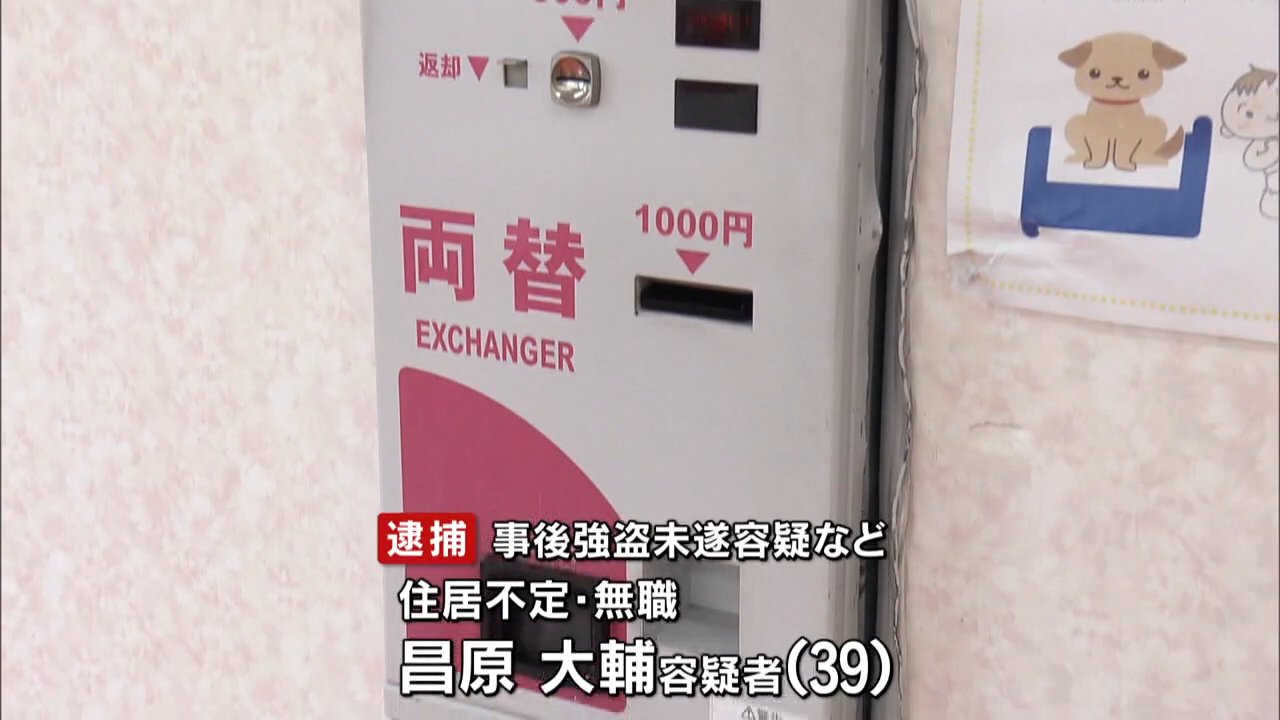 返却
両替
EXCHANGER
1000円
逮捕 事後強盗未遂容疑など
住居不定・無職
昌原 大輔容疑者(39)